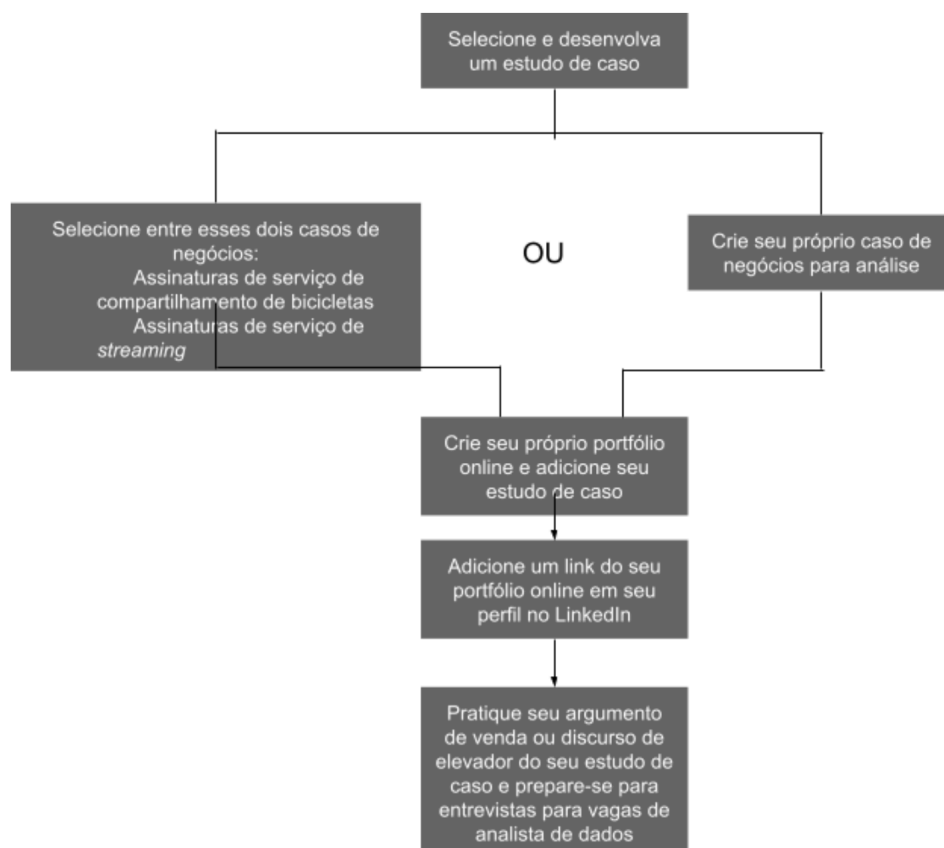 Selecione e desenvolva
um estudo de caso
Selecione entre esses dois casos de
negócios:
Assinaturas de serviço de
compartilhamento de bicicletas
Assinaturas de serviço de
streaming
OU
Crie seu próprio caso de
negócios para análise
Crie seu próprio portfólio
online e adicione seu
estudo de caso
Adicione um link do seu
portfólio online em seu
perfil no LinkedIn
Pratique seu argumento
de venda ou discurso de
elevador do seu estudo de
caso e prepare-se para
entrevistas para vagas de
analista de dados